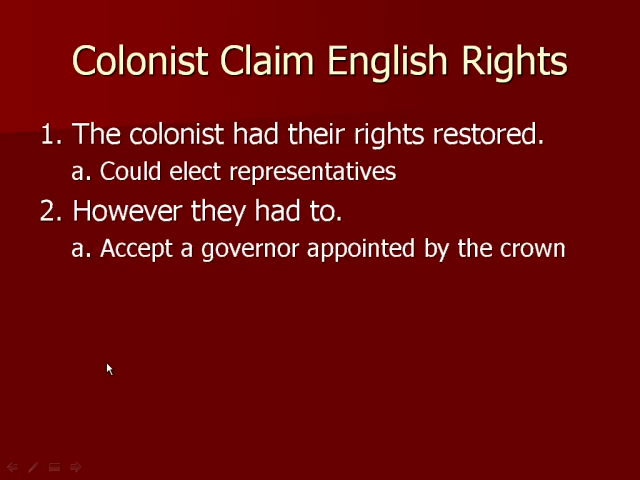 Colonist Claim English Rights
1. The colonist had their rights restored.
a. Could elect representatives
2. However they had to.
a. Accept a governor appointed by the crown